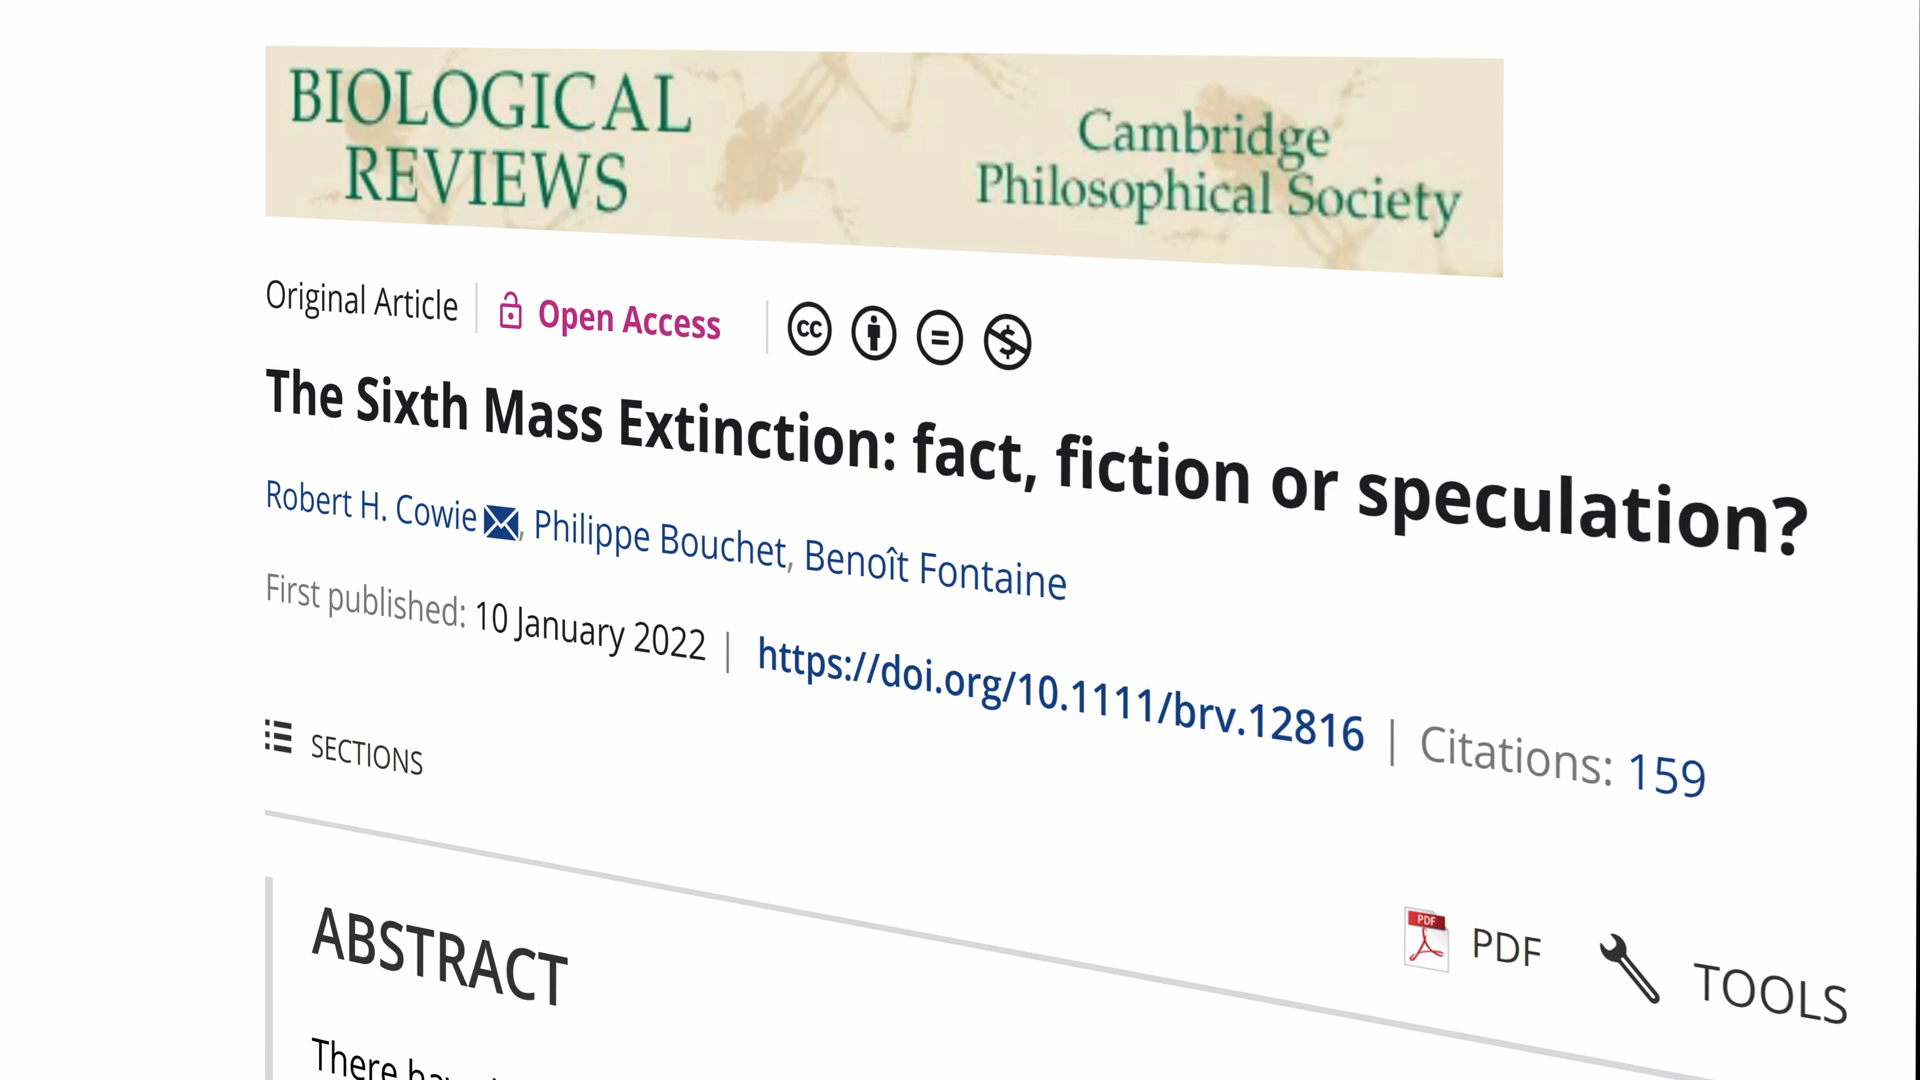 BIOLOGICAL
REVIEWS
Cambridge
Philosophical Society
Original Article | Open Access
The Sixth Mass Extinction: fact, fiction or speculation?
Robert H. Cowie, Philippe Bouchet, Benoît Fontaine
First published: 10 January 2022 | https://doi.org/10.1111/brv.12816 | Citations: 159
SECTIONS
PDF TOOLS
ABSTRACT
There